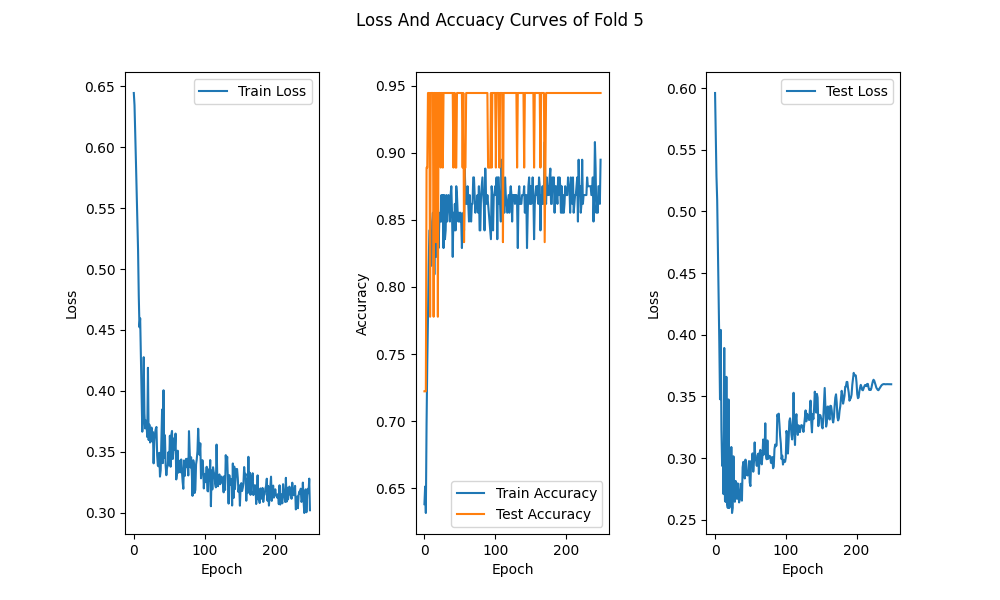 Loss And Accuacy Curves of Fold 5
Loss
0.65
0.60
0.55
0.50
0.45
0.40
0.35
0.30
Train Loss
0 100 200
Epoch
Accuracy
0.95
0.90
0.85
0.80
0.75
0.70
0.65
Train Accuracy
Test Accuracy
0 100 200
Epoch
Loss
0.60
0.55
0.50
0.45
0.40
0.35
0.30
0.25
Test Loss
0 100 200
Epoch